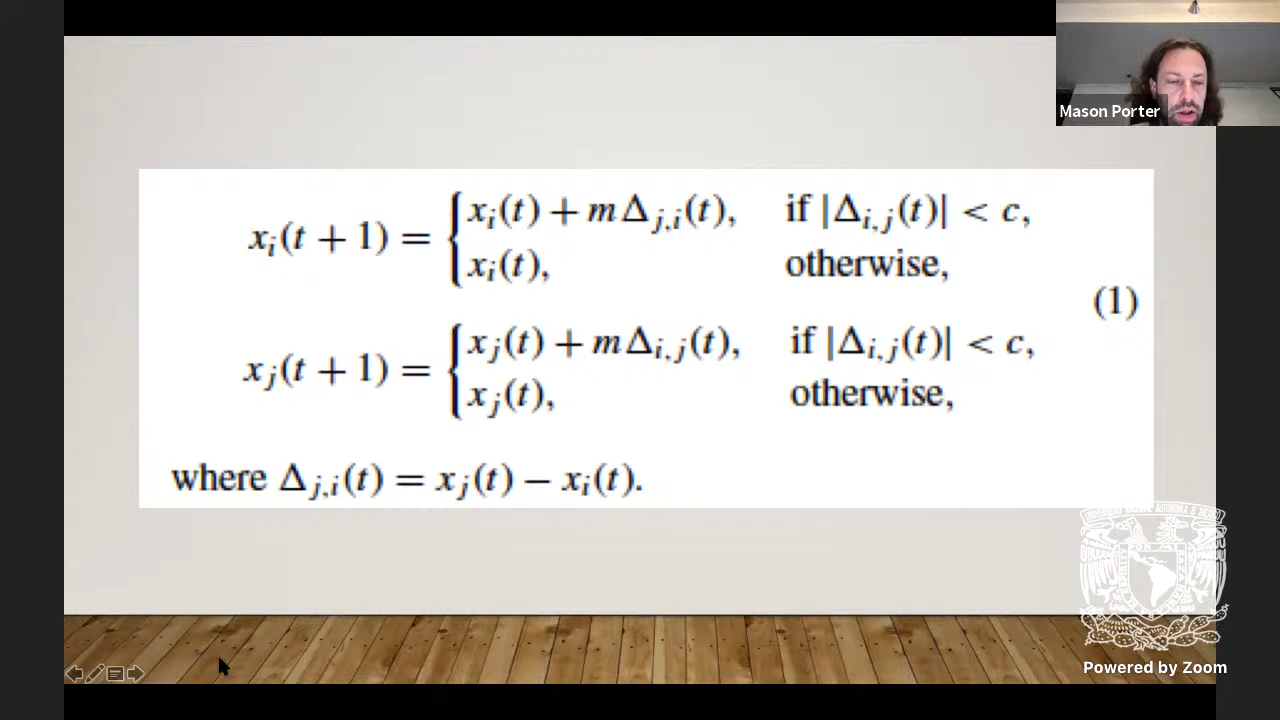 Mason Porter
x_i(t + 1) = { x_i(t) + mΔ_{j,i}(t), if |Δ_{i,j}(t)| < c,
x_i(t), otherwise,
(1)
x_j(t + 1) = { x_j(t) + mΔ_{i,j}(t), if |Δ_{i,j}(t)| < c,
x_j(t), otherwise,
where Δ_{j,i}(t) = x_j(t) − x_i(t).
Powered by Zoom